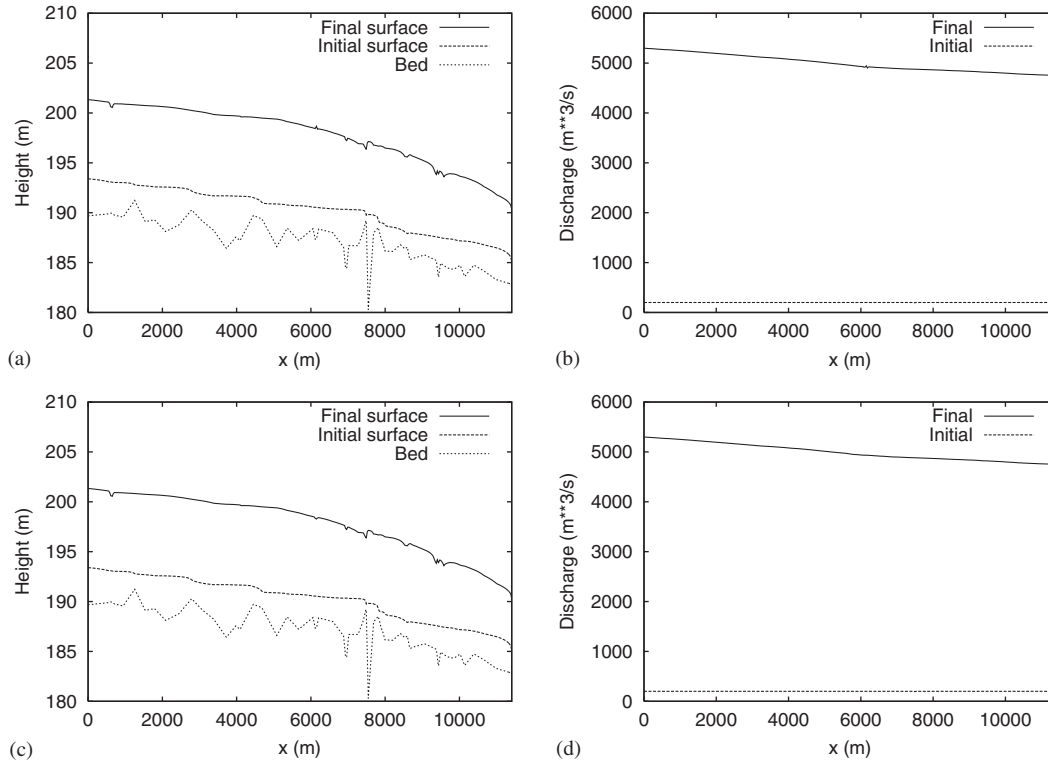 210
205
200
195
190
185
180
Height (m)
Final surface
Initial surface
Bed
0 2000 4000 6000 8000 10000
x (m)
(a)
6000
5000
4000
3000
2000
1000
0
Discharge (m**3/s)
Final
Initial
0 2000 4000 6000 8000 10000
x (m)
(b)
210
205
200
195
190
185
180
Height (m)
Final surface
Initial surface
Bed
0 2000 4000 6000 8000 10000
x (m)
(c)
6000
5000
4000
3000
2000
1000
0
Discharge (m**3/s)
Final
Initial
0 2000 4000 6000 8000 10000
x (m)
(d)